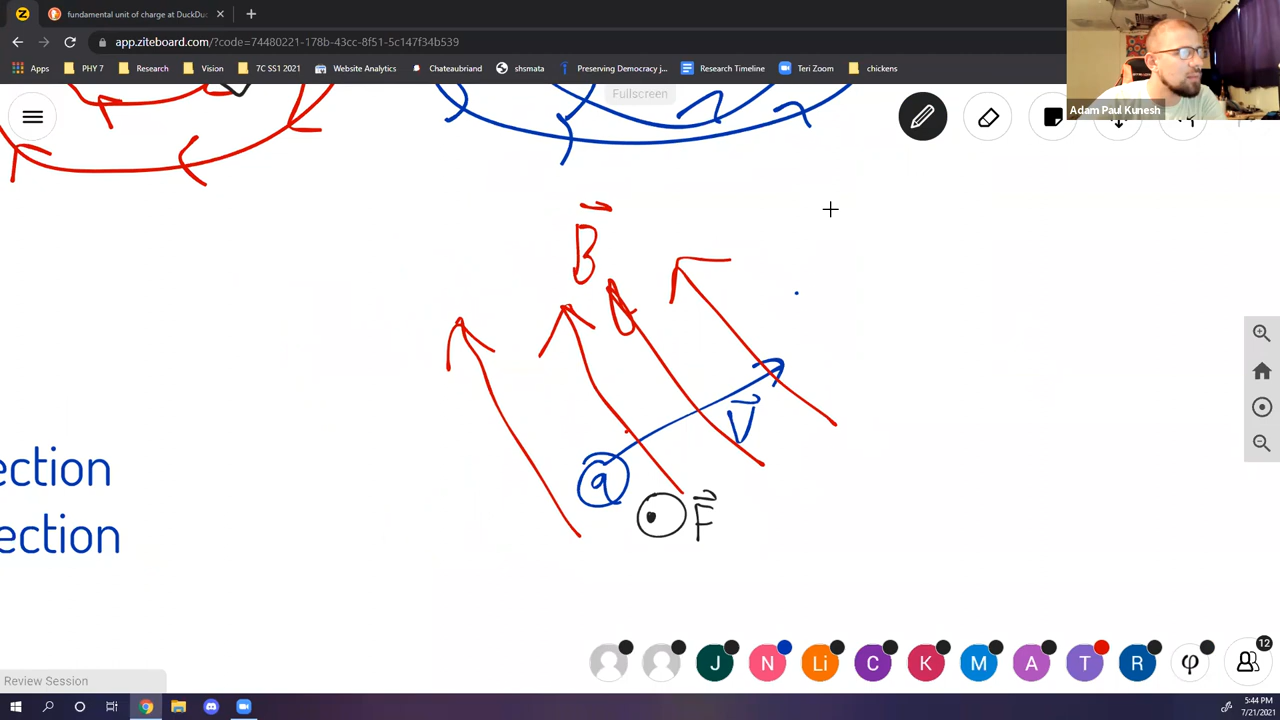 fundamental unit of charge at DuckDuc
app.ziteboard.com/?code=74480221-178b-43cc-8f51-5c147f34b539
Apps PHY 7 Research Vision 7C SS1 2021 Website Analytics Chateaubriand shsmata Preserving Democracy j... Research Timeline Teri Zoom chickens
Fullscreen
Adam Paul Kunesh
B
V
q
F
ection
ection
J N Li C K M A T R φ 12
Review Session
5:44 PM
7/21/2021